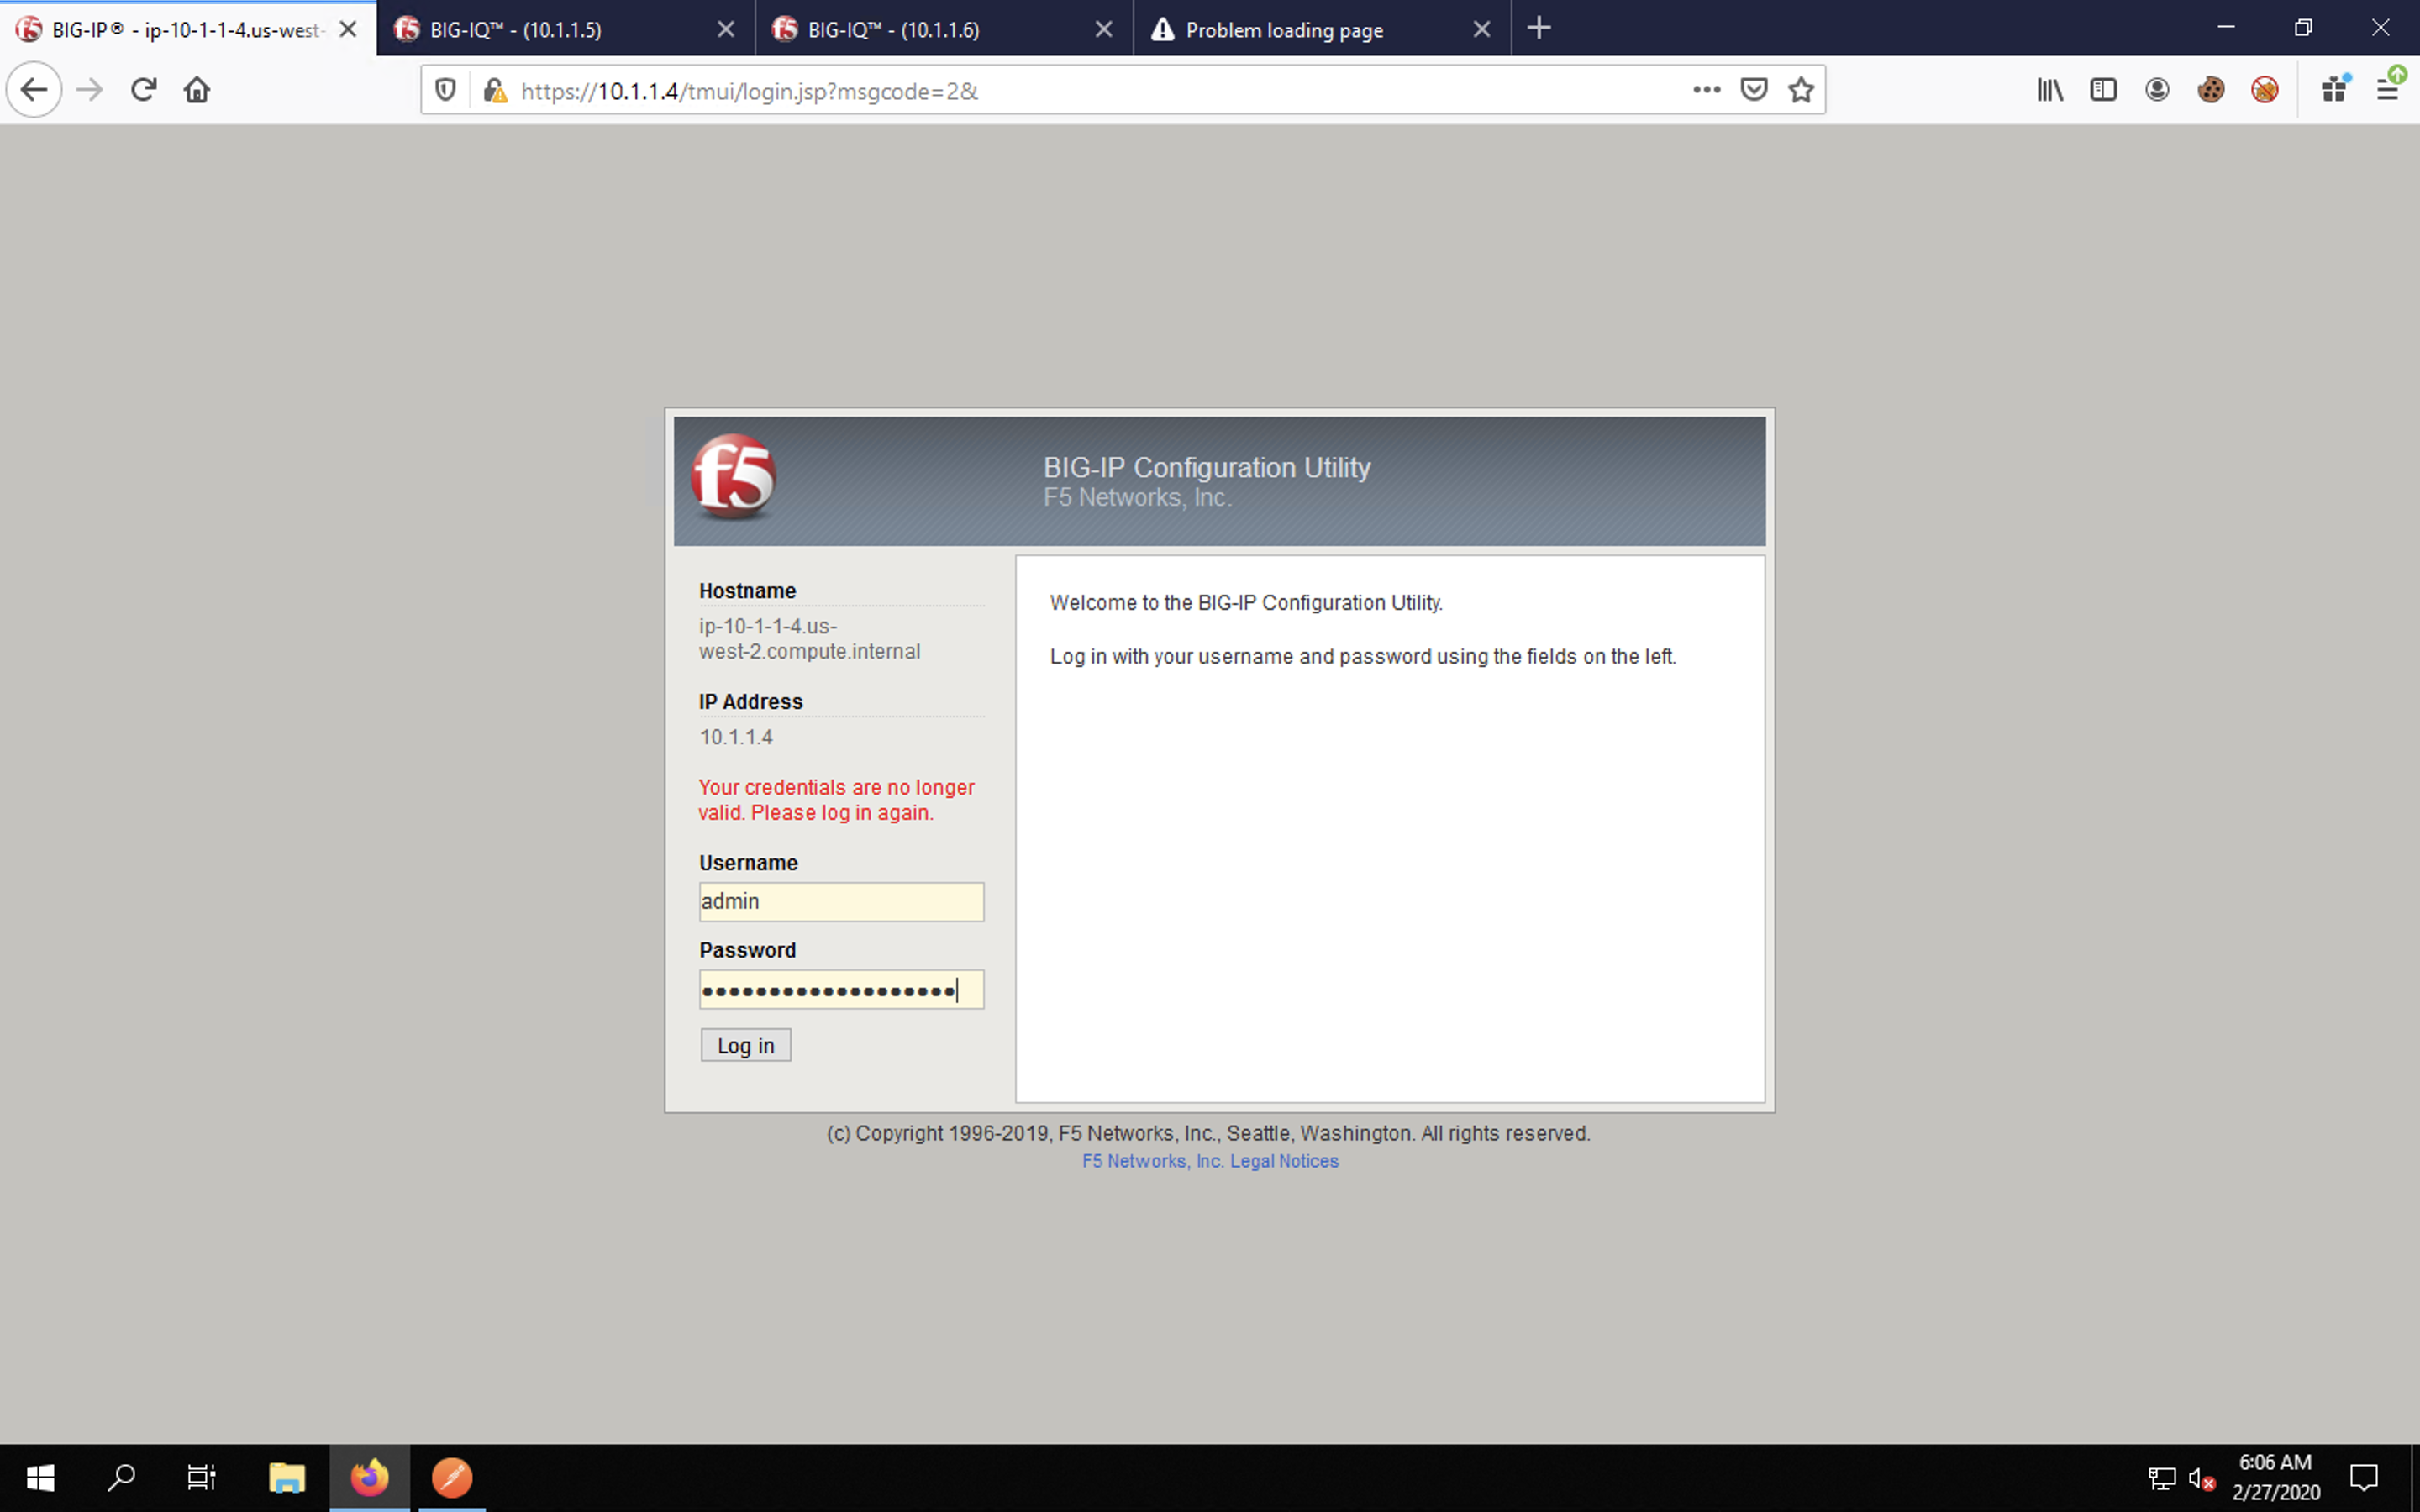 BIG-IP® - ip-10-1-1-4.us-west-
BIG-IQ™ - (10.1.1.5)
BIG-IQ™ - (10.1.1.6)
Problem loading page
https://10.1.1.4/tmui/login.jsp?msgcode=2&
f5
BIG-IP Configuration Utility
F5 Networks, Inc.
Hostname
ip-10-1-1-4.us-
west-2.compute.internal
IP Address
10.1.1.4
Your credentials are no longer
valid. Please log in again.
Username
admin
Password
●●●●●●●●●●●●●●●●●●●
Log in
Welcome to the BIG-IP Configuration Utility.
Log in with your username and password using the fields on the left.
(c) Copyright 1996-2019, F5 Networks, Inc., Seattle, Washington. All rights reserved.
F5 Networks, Inc. Legal Notices
6:06 AM
2/27/2020